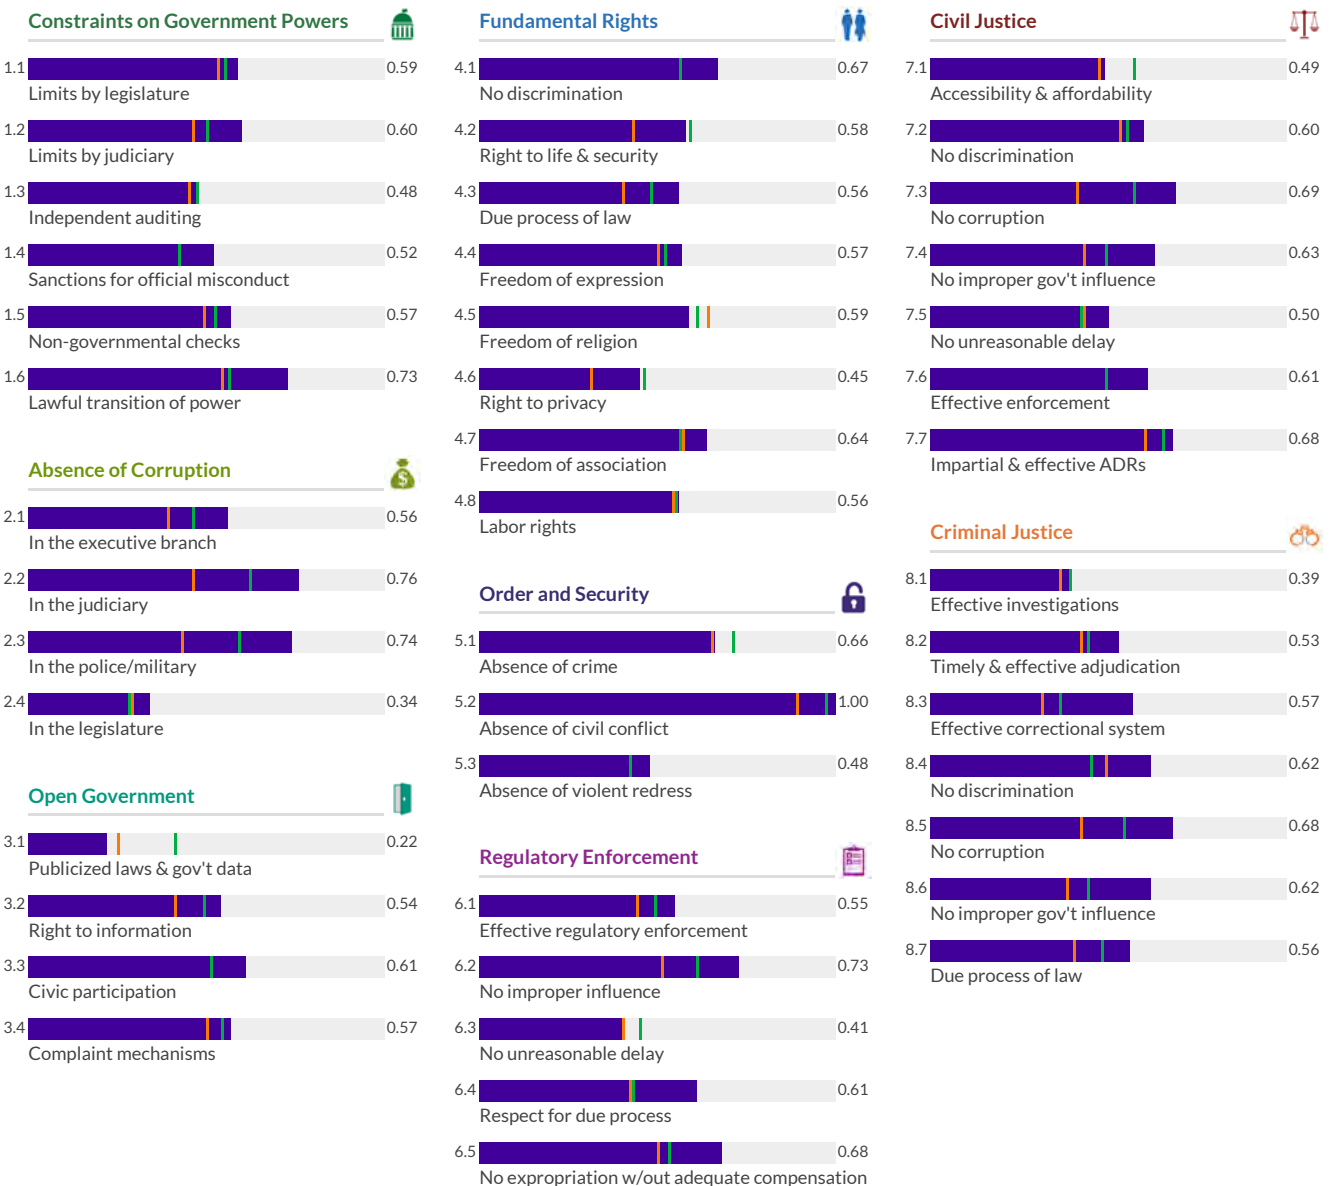 Constraints on Government Powers
1.1 0.59
Limits by legislature
1.2 0.60
Limits by judiciary
1.3 0.48
Independent auditing
1.4 0.52
Sanctions for official misconduct
1.5 0.57
Non-governmental checks
1.6 0.73
Lawful transition of power
Absence of Corruption
$
2.1 0.56
In the executive branch
2.2 0.76
In the judiciary
2.3 0.74
In the police/military
2.4 0.34
In the legislature
Open Government
3.1 0.22
Publicized laws & gov't data
3.2 0.54
Right to information
3.3 0.61
Civic participation
3.4 0.57
Complaint mechanisms
Fundamental Rights
4.1 0.67
No discrimination
4.2 0.58
Right to life & security
4.3 0.56
Due process of law
4.4 0.57
Freedom of expression
4.5 0.59
Freedom of religion
4.6 0.45
Right to privacy
4.7 0.64
Freedom of association
4.8 0.56
Labor rights
Order and Security
5.1 0.66
Absence of crime
5.2 1.00
Absence of civil conflict
5.3 0.48
Absence of violent redress
Regulatory Enforcement
6.1 0.55
Effective regulatory enforcement
6.2 0.73
No improper influence
6.3 0.41
No unreasonable delay
6.4 0.61
Respect for due process
6.5 0.68
No expropriation w/out adequate compensation
Civil Justice
7.1 0.49
Accessibility & affordability
7.2 0.60
No discrimination
7.3 0.69
No corruption
7.4 0.63
No improper gov't influence
7.5 0.50
No unreasonable delay
7.6 0.61
Effective enforcement
7.7 0.68
Impartial & effective ADRs
Criminal Justice
8.1 0.39
Effective investigations
8.2 0.53
Timely & effective adjudication
8.3 0.57
Effective correctional system
8.4 0.62
No discrimination
8.5 0.68
No corruption
8.6 0.62
No improper gov't influence
8.7 0.56
Due process of law